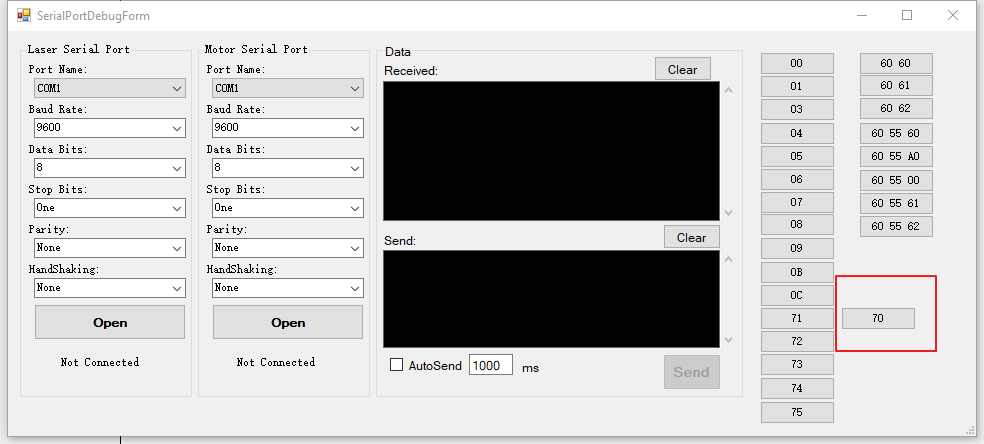 SerialPortDebugForm
Laser Serial Port
Port Name:
COM1
Baud Rate:
9600
Data Bits:
8
Stop Bits:
One
Parity:
None
HandShaking:
None
Open
Not Connected
Motor Serial Port
Port Name:
COM1
Baud Rate:
9600
Data Bits:
8
Stop Bits:
One
Parity:
None
HandShaking:
None
Open
Not Connected
Data
Received:
Clear
Send:
Clear
AutoSend 1000 ms
Send
00
01
03
04
05
06
07
08
09
0B
0C
71
72
73
74
75
60 60
60 61
60 62
60 55 60
60 55 A0
60 55 00
60 55 61
60 55 62
70